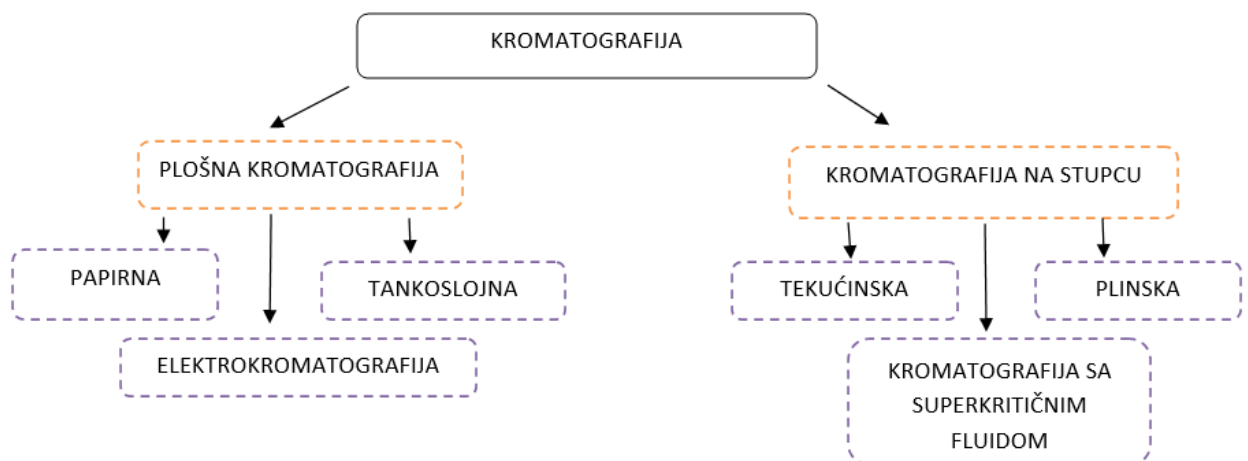 KROMATOGRAFIJA
PLOŠNA KROMATOGRAFIJA
KROMATOGRAFIJA NA STUPCU
PAPIRNA
TANKOSLOJNA
TEKUĆINSKA
PLINSKA
ELEKTROKROMATOGRAFIJA
KROMATOGRAFIJA SA
SUPERKRITIČNIM
FLUIDOM